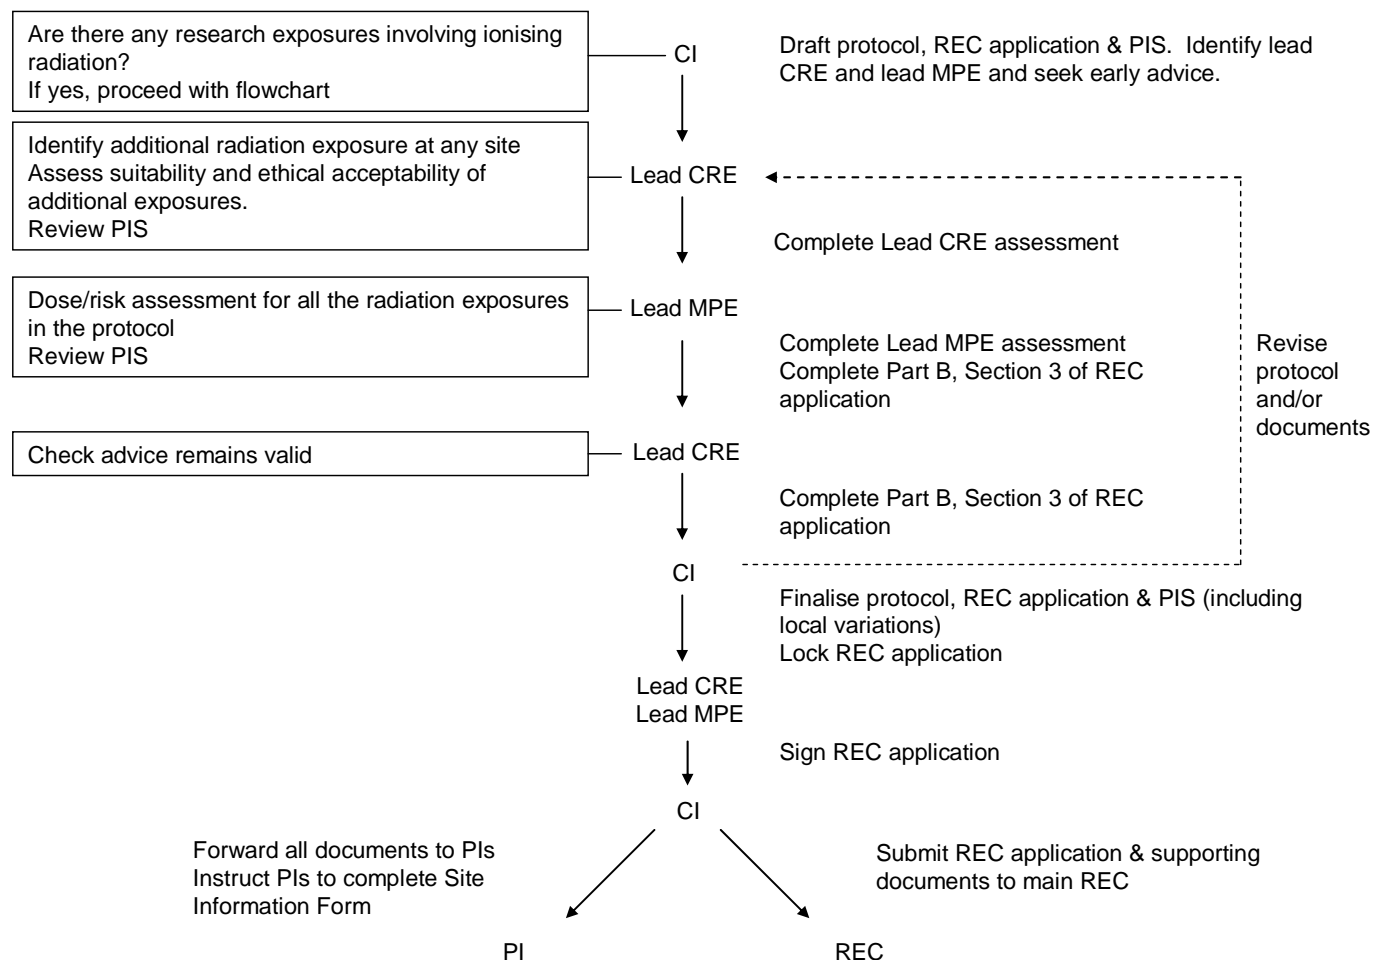 Are there any research exposures involving ionising
radiation?
If yes, proceed with flowchart
CI
Draft protocol, REC application & PIS.  Identify lead
CRE and lead MPE and seek early advice.
Identify additional radiation exposure at any site
Assess suitability and ethical acceptability of
additional exposures.
Review PIS
Lead CRE
Complete Lead CRE assessment
Dose/risk assessment for all the radiation exposures
in the protocol
Review PIS
Lead MPE
Complete Lead MPE assessment
Complete Part B, Section 3 of REC
application
Revise
protocol
and/or
documents
Check advice remains valid
Lead CRE
Complete Part B, Section 3 of REC
application
CI
Finalise protocol, REC application & PIS (including
local variations)
Lock REC application
Lead CRE
Lead MPE
Sign REC application
CI
Forward all documents to PIs
Instruct PIs to complete Site
Information Form
Submit REC application & supporting
documents to main REC
PI
REC